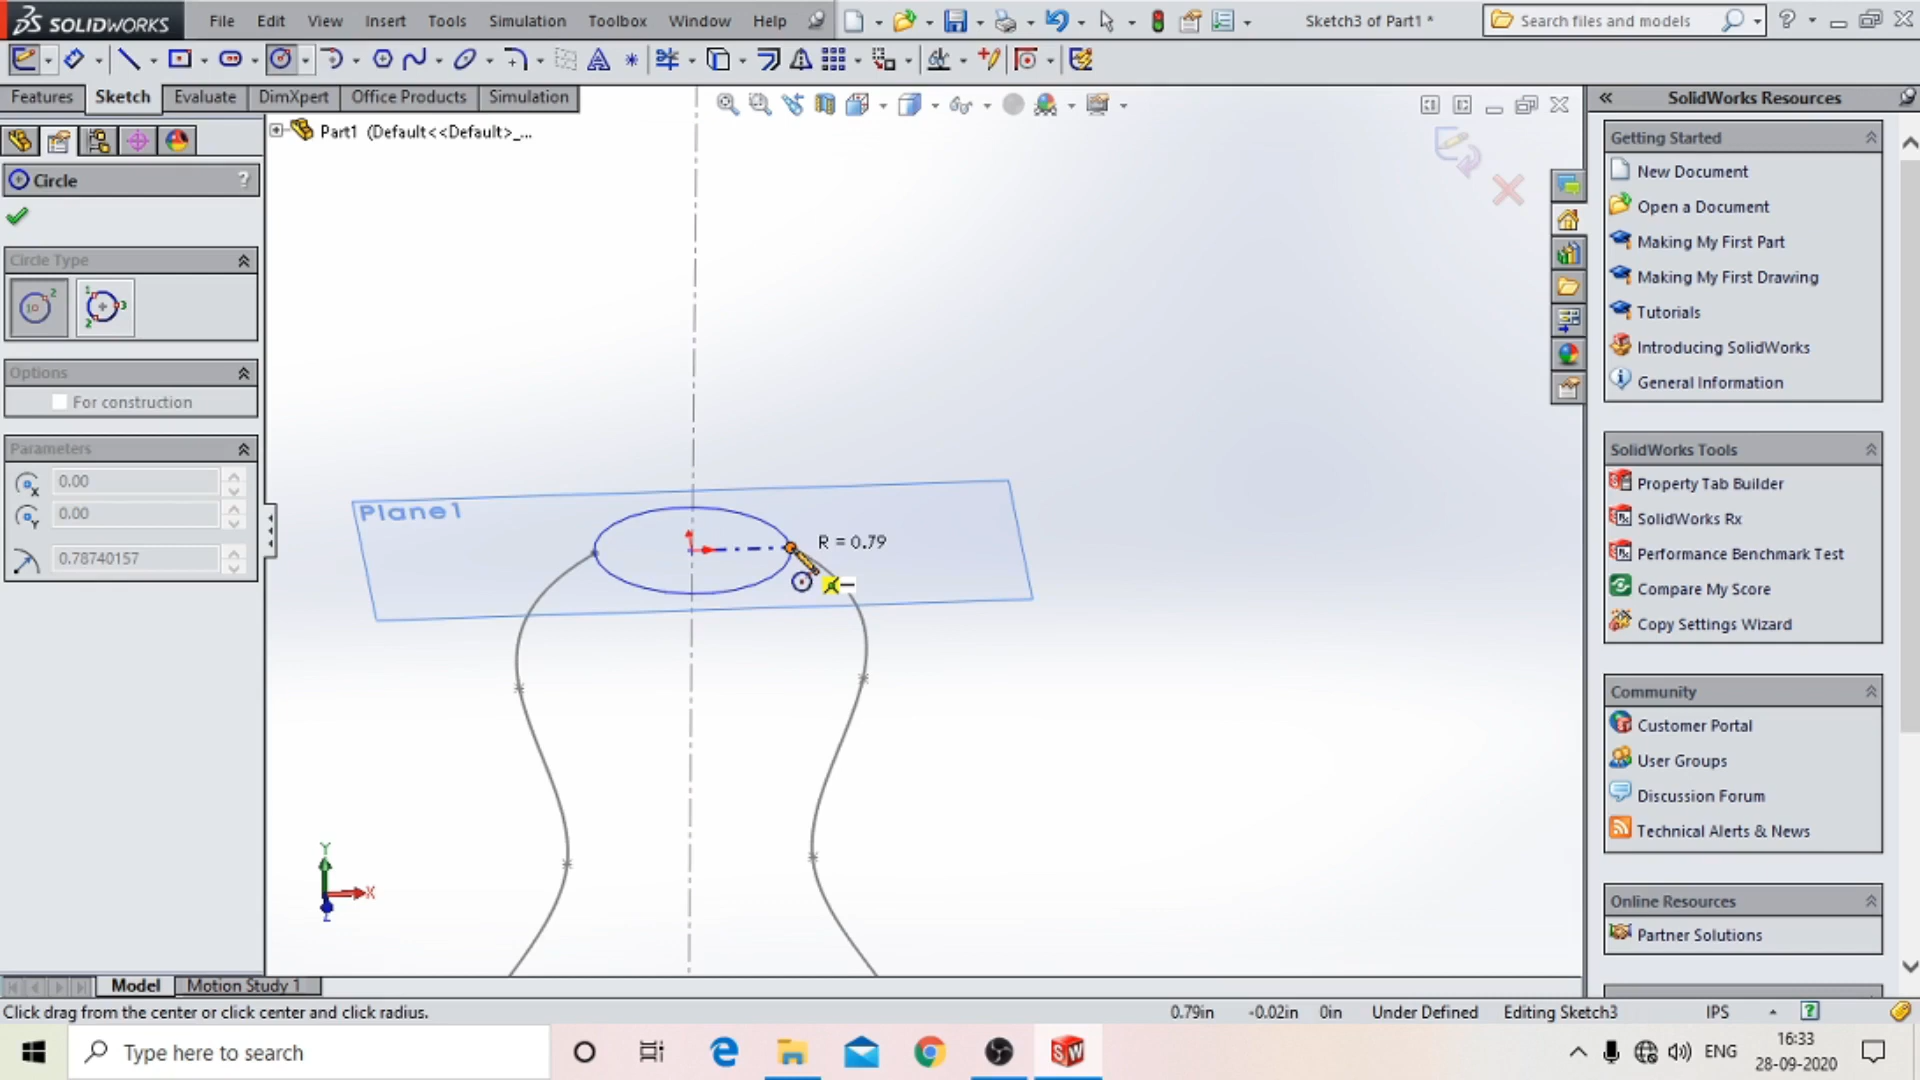 SOLIDWORKS File Edit View Insert Tools Simulation Toolbox Window Help Sketch3 of Part1 * Search files and models ?
Features Sketch Evaluate DimXpert Office Products Simulation
SolidWorks Resources
Part1 (Default<<Default>_...
Circle ?
Circle Type
Options
For construction
Parameters
0.00
0.00
0.78740157
Plane1
R = 0.79
Y
X
Z
Getting Started
New Document
Open a Document
Making My First Part
Making My First Drawing
Tutorials
Introducing SolidWorks
General Information
SolidWorks Tools
Property Tab Builder
SolidWorks Rx
Performance Benchmark Test
Compare My Score
Copy Settings Wizard
Community
Customer Portal
User Groups
Discussion Forum
Technical Alerts & News
Online Resources
Partner Solutions
Model Motion Study 1
Click drag from the center or click center and click radius. 0.79in -0.02in 0in Under Defined Editing Sketch3 IPS ?
Type here to search
ENG
16:33
28-09-2020